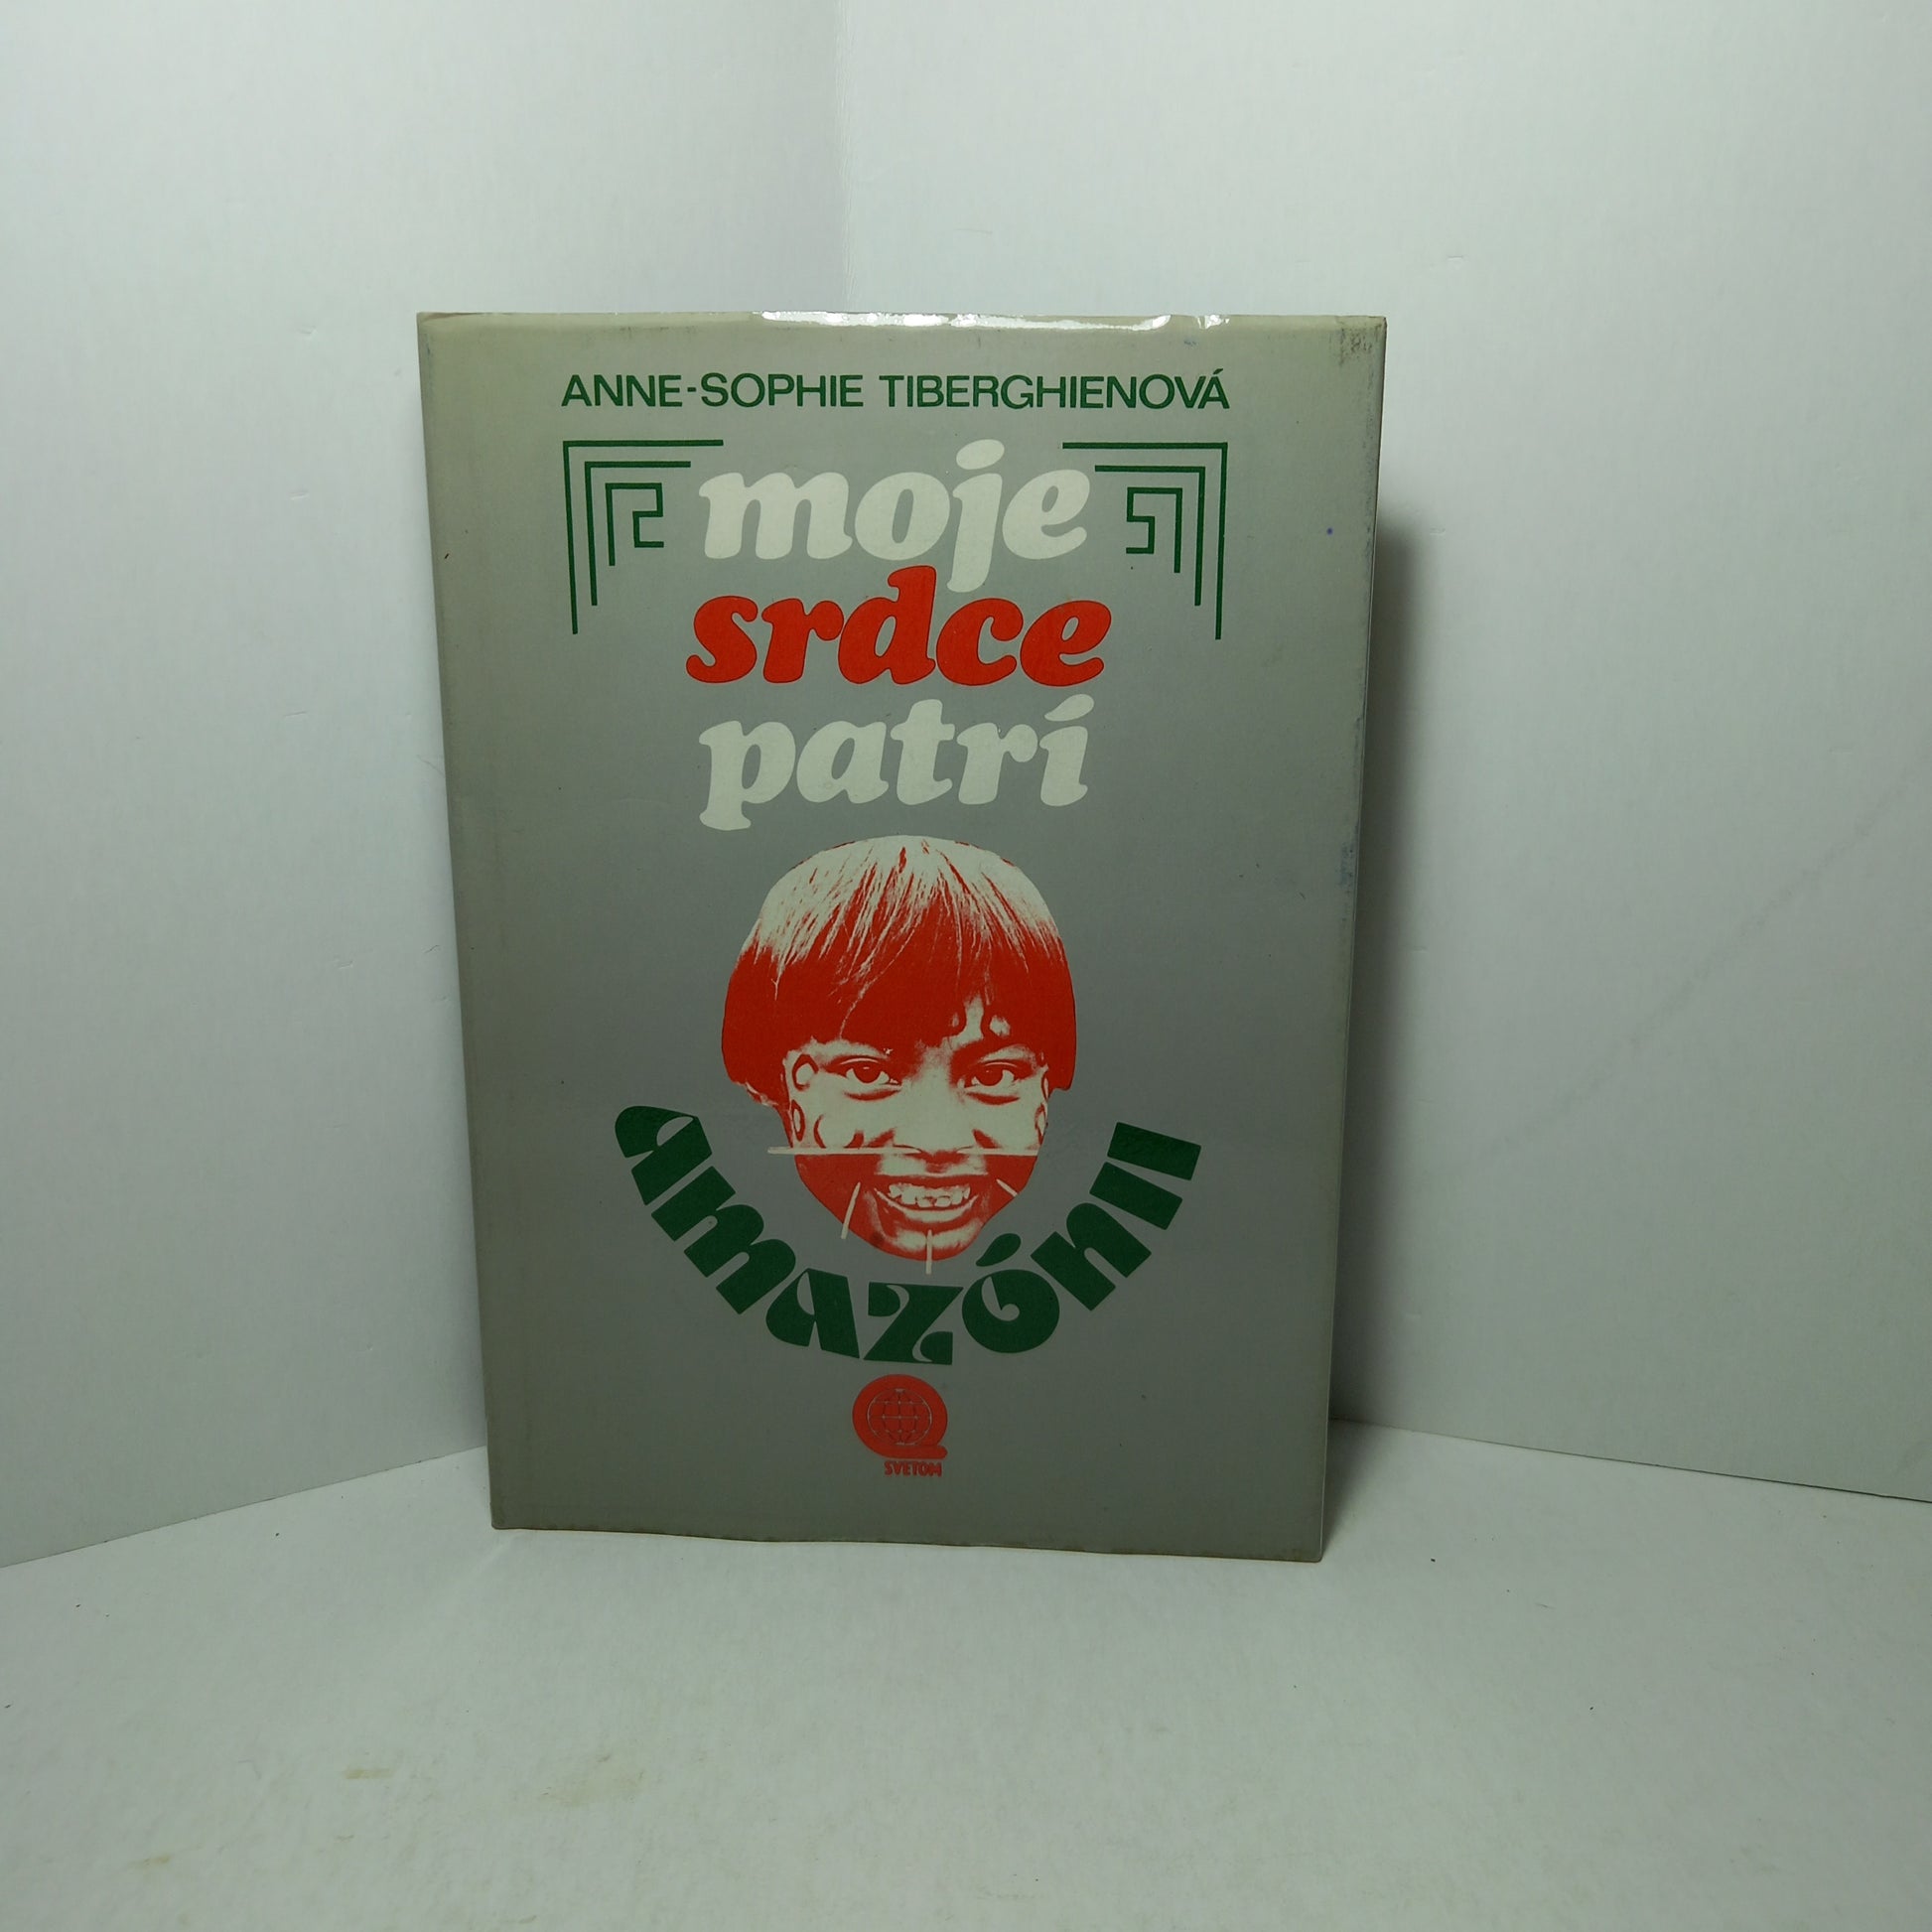 ANNE-SOPHIE TIBERGHIENOVÁ
moje
srdce
patrí
AMAZÓNII
SVETOM